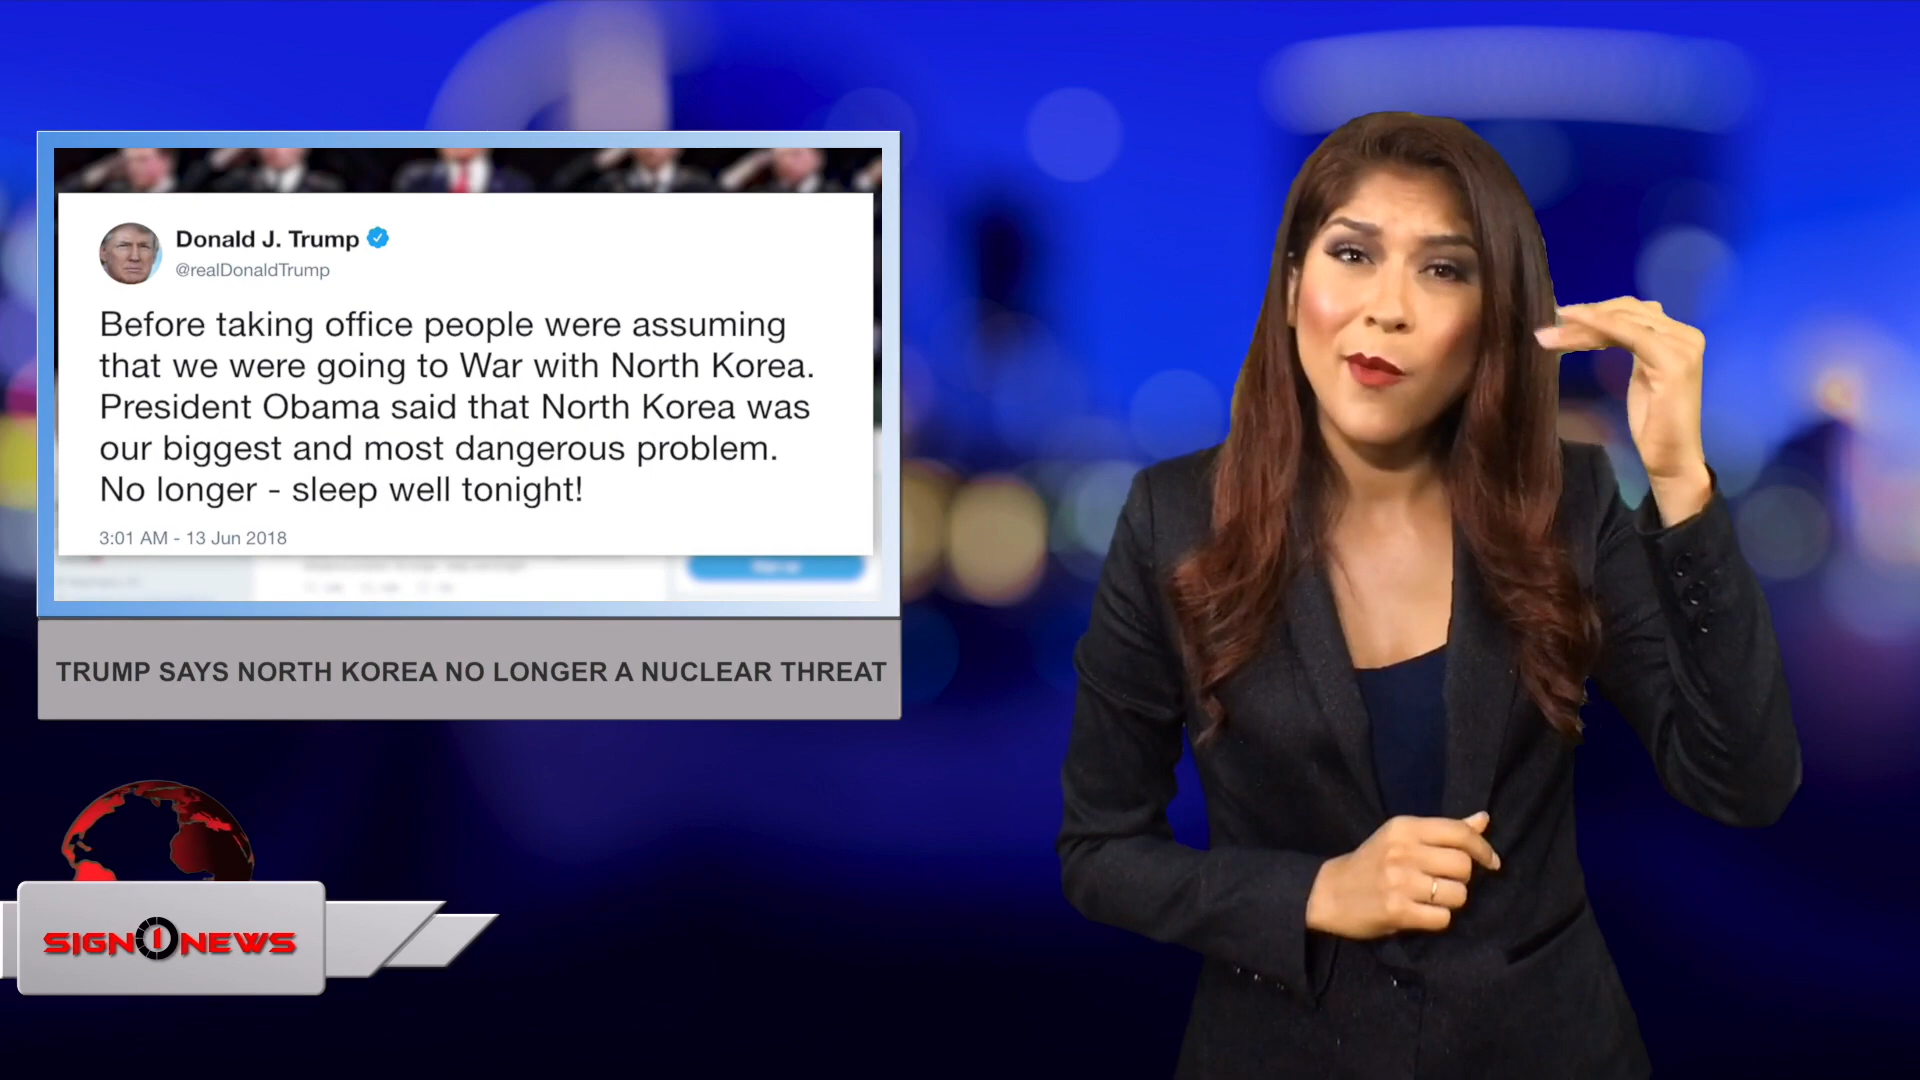 Donald J. Trump
@realDonaldTrump
Before taking office people were assuming
that we were going to War with North Korea.
President Obama said that North Korea was
our biggest and most dangerous problem.
No longer - sleep well tonight!
3:01 AM - 13 Jun 2018
TRUMP SAYS NORTH KOREA NO LONGER A NUCLEAR THREAT
SIGN1NEWS